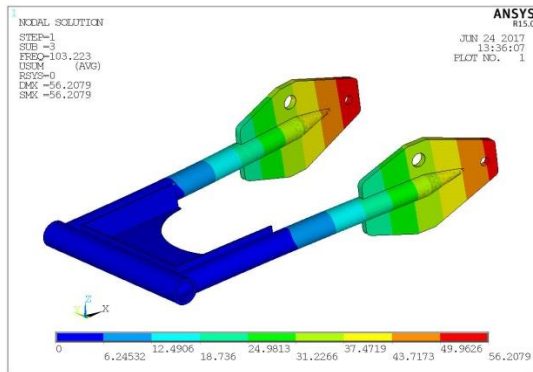 1
NODAL SOLUTION
STEP=1
SUB =3
FREQ=103.223
USUM (AVG)
RSYS=0
DMX =56.2079
SMX =56.2079
ANSYS
R15.0
JUN 24 2017
13:36:07
PLOT NO. 1
Z
Y X
0 12.4906 24.9813 37.4719 49.9626
6.24532 18.736 31.2266 43.7173 56.2079